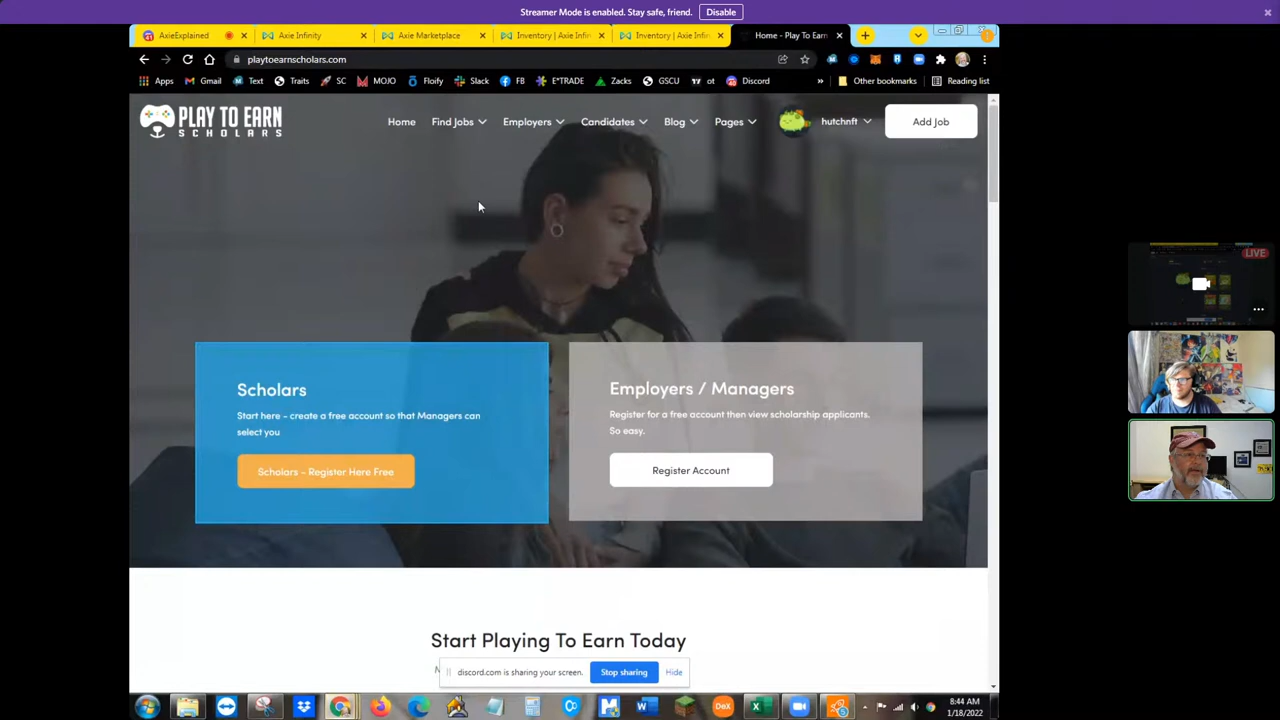 Streamer Mode is enabled. Stay safe, friend. Disable
AxieExplained
Axie Infinity
Axie Marketplace
Inventory | Axie Infin
Inventory | Axie Infin
Home - Play To Earn
playtoearnscholars.com
Apps Gmail Text Traits SC MOJO Floify Slack FB E*TRADE Zacks GSCU ot Discord » Other bookmarks Reading list
PLAY TO EARN
SCHOLARS
Home Find Jobs Employers Candidates Blog Pages hutchnft Add Job
LIVE
Scholars
Start here - create a free account so that Managers can
select you
Scholars - Register Here Free
Employers / Managers
Register for a free account then view scholarship applicants.
So easy.
Register Account
Start Playing To Earn Today
discord.com is sharing your screen. Stop sharing Hide
8:44 AM
1/18/2022